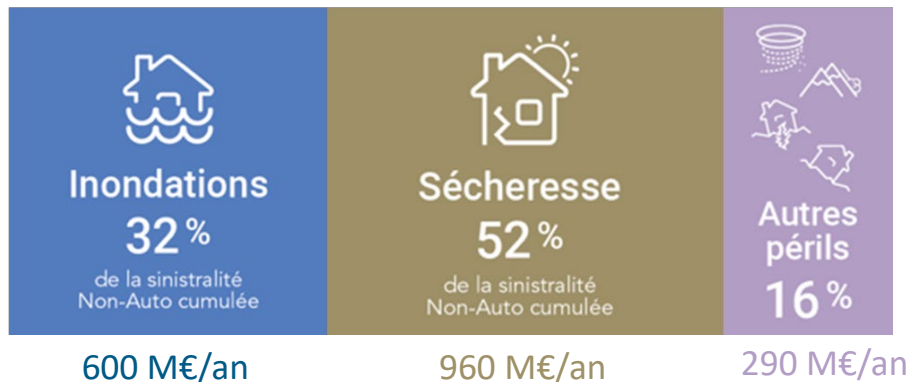 Inondations
32 %
de la sinistralité
Non-Auto cumulée
600 M€/an
Sécheresse
52 %
de la sinistralité
Non-Auto cumulée
960 M€/an
Autres
périls
16 %
290 M€/an